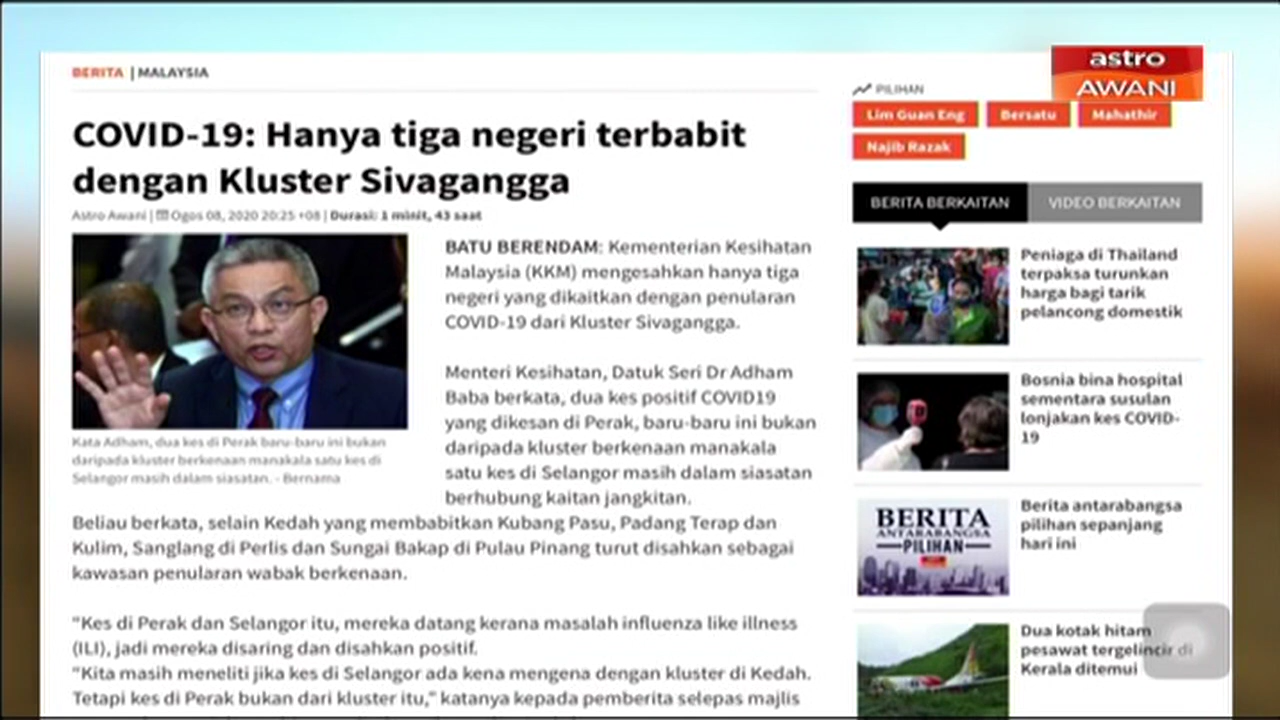 astro
AWANI
BERITA | MALAYSIA
COVID-19: Hanya tiga negeri terbabit
dengan Kluster Sivagangga
Astro Awani | Ogos 08, 2020 20:25 +08 | Durasi: 1 minit, 43 saat
Kata Adham, dua kes di Perak baru-baru ini bukan
daripada kluster berkenaan manakala satu kes di
Selangor masih dalam siasatan. - Bernama
BATU BERENDAM: Kementerian Kesihatan
Malaysia (KKM) mengesahkan hanya tiga
negeri yang dikaitkan dengan penularan
COVID-19 dari Kluster Sivagangga.
Menteri Kesihatan, Datuk Seri Dr Adham
Baba berkata, dua kes positif COVID19
yang dikesan di Perak, baru-baru ini bukan
daripada kluster berkenaan manakala
satu kes di Selangor masih dalam siasatan
berhubung kaitan jangkitan.
Beliau berkata, selain Kedah yang membabitkan Kubang Pasu, Padang Terap dan
Kulim, Sanglang di Perlis dan Sungai Bakap di Pulau Pinang turut disahkan sebagai
kawasan penularan wabak berkenaan.
“Kes di Perak dan Selangor itu, mereka datang kerana masalah influenza like illness
(ILI), jadi mereka disaring dan disahkan positif.
“Kita masih meneliti jika kes di Selangor ada kena mengena dengan kluster di Kedah.
Tetapi kes di Perak bukan dari kluster itu,” katanya kepada pemberita selepas majlis
PILIHAN
Lim Guan Eng
Bersatu
Mahathir
Najib Razak
BERITA BERKAITAN
VIDEO BERKAITAN
Peniaga di Thailand
terpaksa turunkan
harga bagi tarik
pelancong domestik
Bosnia bina hospital
sementara susulan
lonjakan kes COVID-
19
BERITA
ANTARABANGSA
PILIHAN
Berita antarabangsa
pilihan sepanjang
hari ini
Dua kotak hitam
pesawat tergelincir di
Kerala ditemui